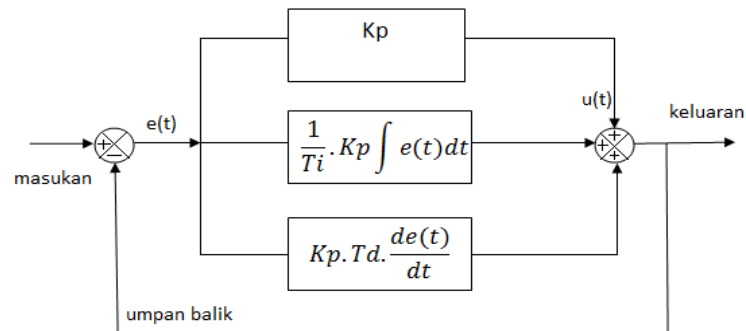 Kp
u(t)
keluaran
e(t)
+
−
+
+
+
masukan
1/Ti .Kp ∫ e(t)dt
Kp.Td. de(t)/dt
umpan balik